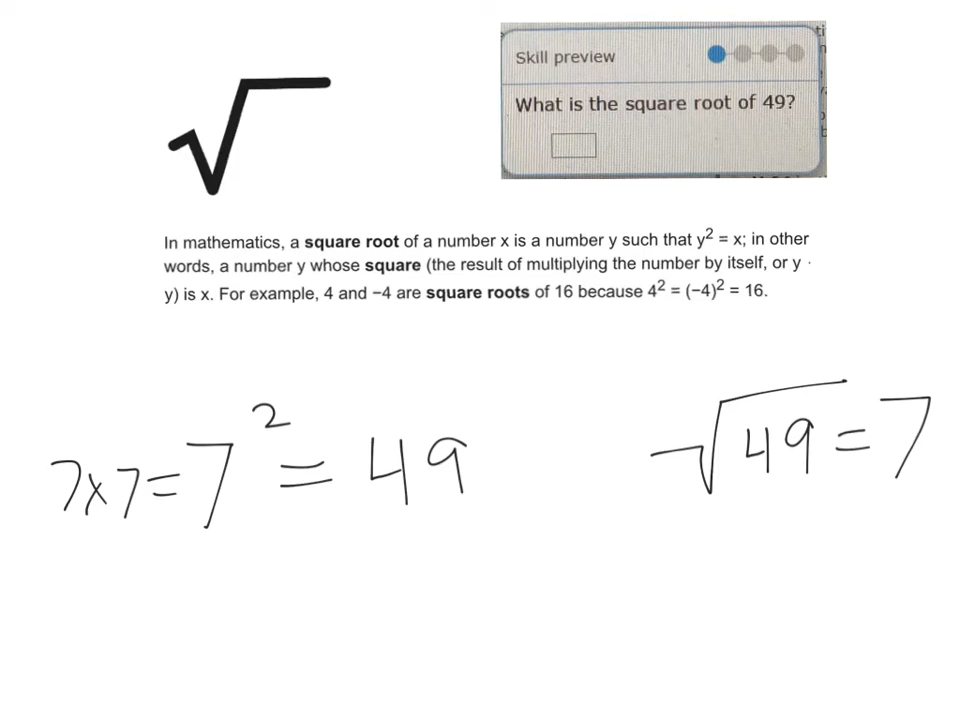 Skill preview
What is the square root of 49?
In mathematics, a square root of a number x is a number y such that y² = x; in other
words, a number y whose square (the result of multiplying the number by itself, or y ·
y) is x. For example, 4 and −4 are square roots of 16 because 4² = (−4)² = 16.
7x7=7² = 49
√49=7